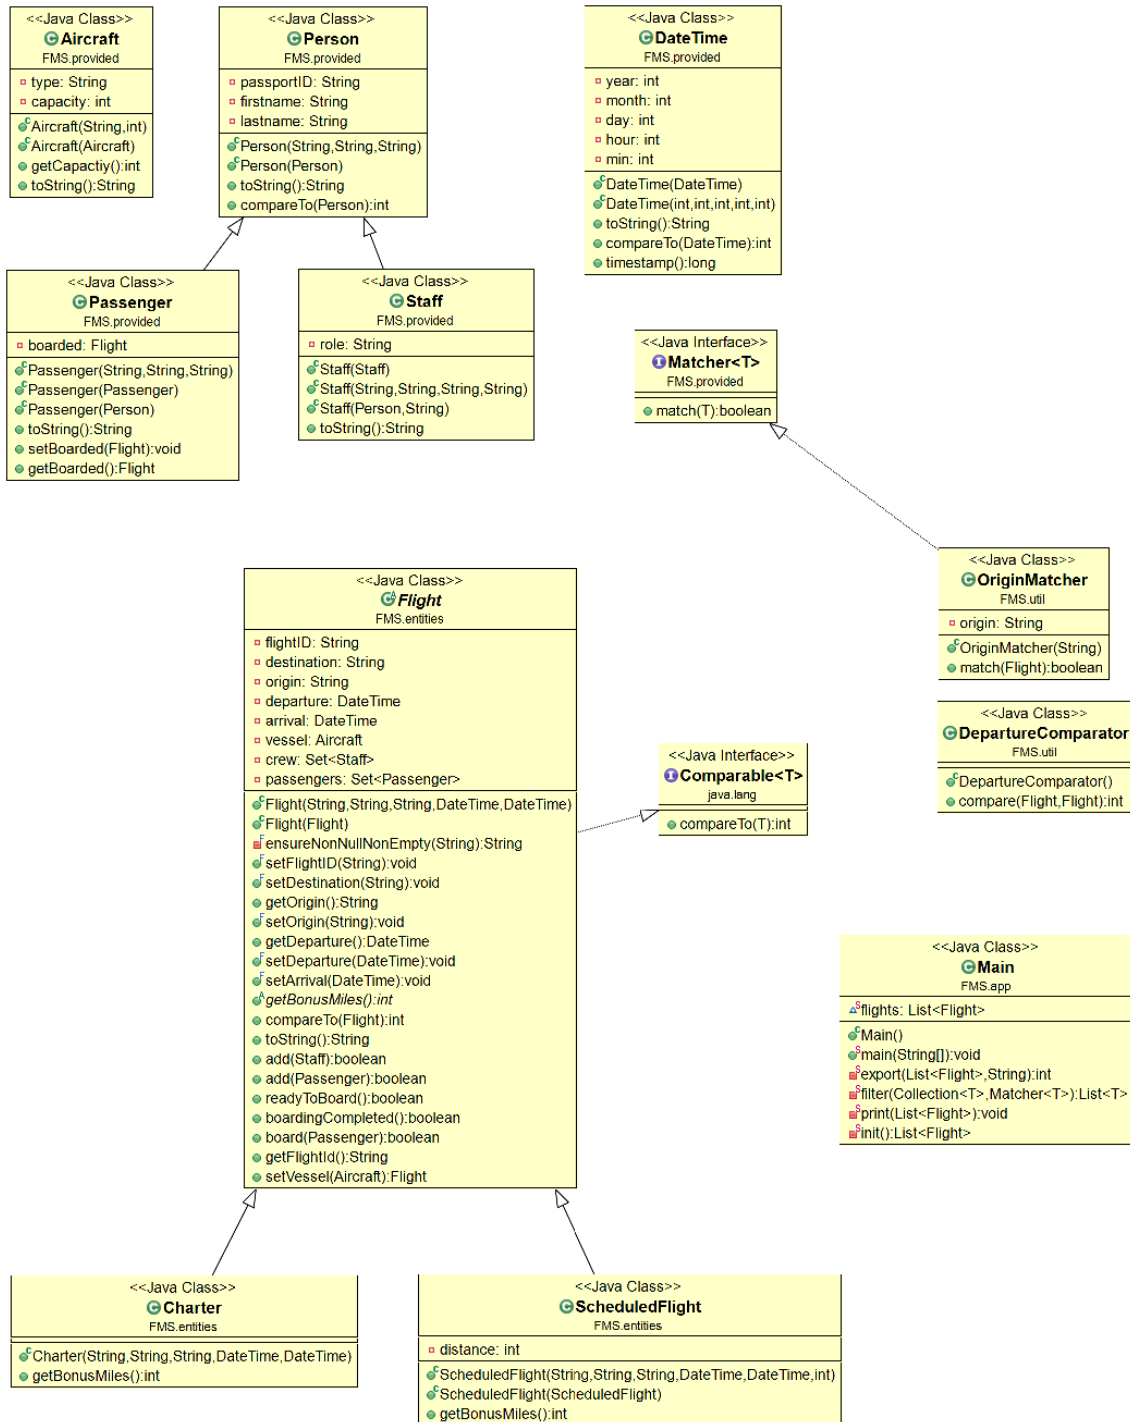 <<Java Class>>
Aircraft
FMS.provided
type: String
capacity: int
Aircraft(String,int)
Aircraft(Aircraft)
getCapactiy():int
toString():String
<<Java Class>>
Person
FMS.provided
passportID: String
firstname: String
lastname: String
Person(String,String,String)
Person(Person)
toString():String
compareTo(Person):int
<<Java Class>>
DateTime
FMS.provided
year: int
month: int
day: int
hour: int
min: int
DateTime(DateTime)
DateTime(int,int,int,int,int)
toString():String
compareTo(DateTime):int
timestamp():long
<<Java Class>>
Passenger
FMS.provided
boarded: Flight
Passenger(String,String,String)
Passenger(Passenger)
Passenger(Person)
toString():String
setBoarded(Flight):void
getBoarded():Flight
<<Java Class>>
Staff
FMS.provided
role: String
Staff(Staff)
Staff(String,String,String,String)
Staff(Person,String)
toString():String
<<Java Interface>>
Matcher<T>
FMS.provided
match(T):boolean
<<Java Class>>
OriginMatcher
FMS.util
origin: String
OriginMatcher(String)
match(Flight):boolean
<<Java Class>>
Flight
FMS.entities
flightID: String
destination: String
origin: String
departure: DateTime
arrival: DateTime
vessel: Aircraft
crew: Set<Staff>
passengers: Set<Passenger>
Flight(String,String,String,DateTime,DateTime)
Flight(Flight)
ensureNonNullNonEmpty(String):String
setFlightID(String):void
setDestination(String):void
getOrigin():String
setOrigin(String):void
getDeparture():DateTime
setDeparture(DateTime):void
setArrival(DateTime):void
getBonusMiles():int
compareTo(Flight):int
toString():String
add(Staff):boolean
add(Passenger):boolean
readyToBoard():boolean
boardingCompleted():boolean
board(Passenger):boolean
getFlightId():String
setVessel(Aircraft):Flight
<<Java Class>>
DepartureComparator
FMS.util
DepartureComparator()
compare(Flight,Flight):int
<<Java Interface>>
Comparable<T>
java.lang
compareTo(T):int
<<Java Class>>
Main
FMS.app
flights: List<Flight>
Main()
main(String[]):void
export(List<Flight>,String):int
filter(Collection<T>,Matcher<T>):List<T>
print(List<Flight>):void
init():List<Flight>
<<Java Class>>
Charter
FMS.entities
Charter(String,String,String,DateTime,DateTime)
getBonusMiles():int
<<Java Class>>
ScheduledFlight
FMS.entities
distance: int
ScheduledFlight(String,String,String,DateTime,DateTime,int)
ScheduledFlight(ScheduledFlight)
getBonusMiles():int